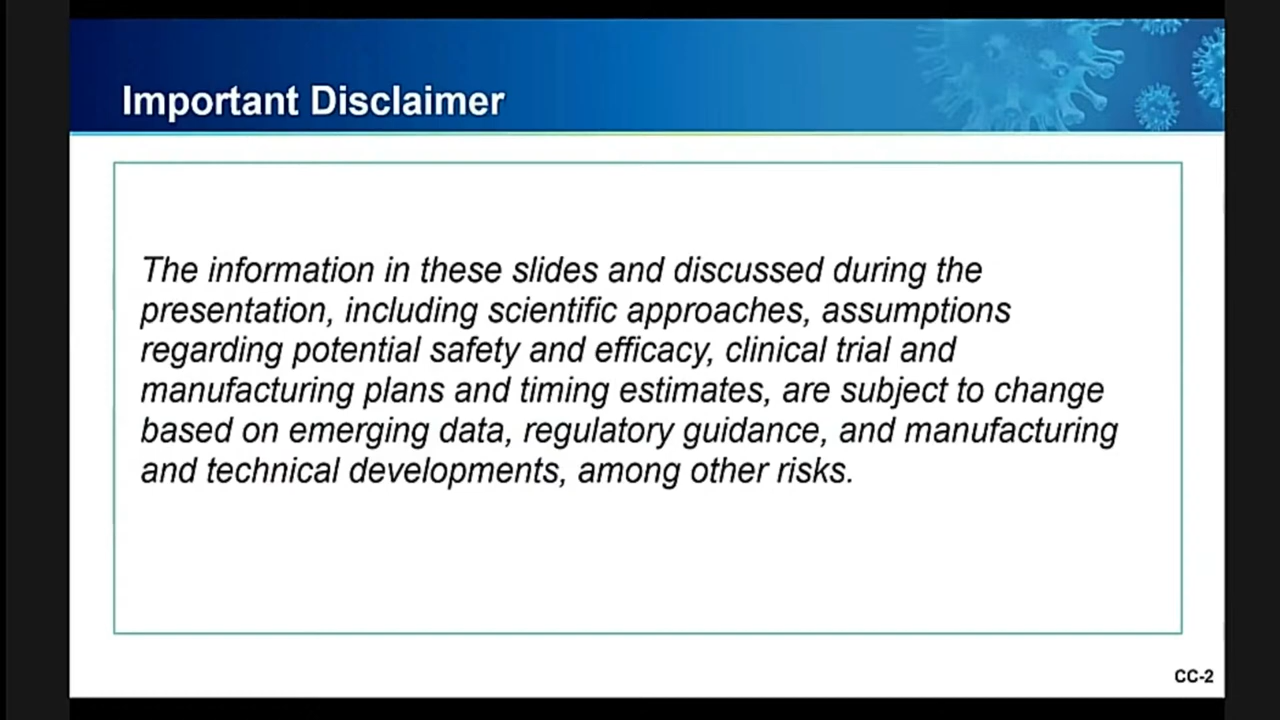 Important Disclaimer
The information in these slides and discussed during the
presentation, including scientific approaches, assumptions
regarding potential safety and efficacy, clinical trial and
manufacturing plans and timing estimates, are subject to change
based on emerging data, regulatory guidance, and manufacturing
and technical developments, among other risks.
CC-2